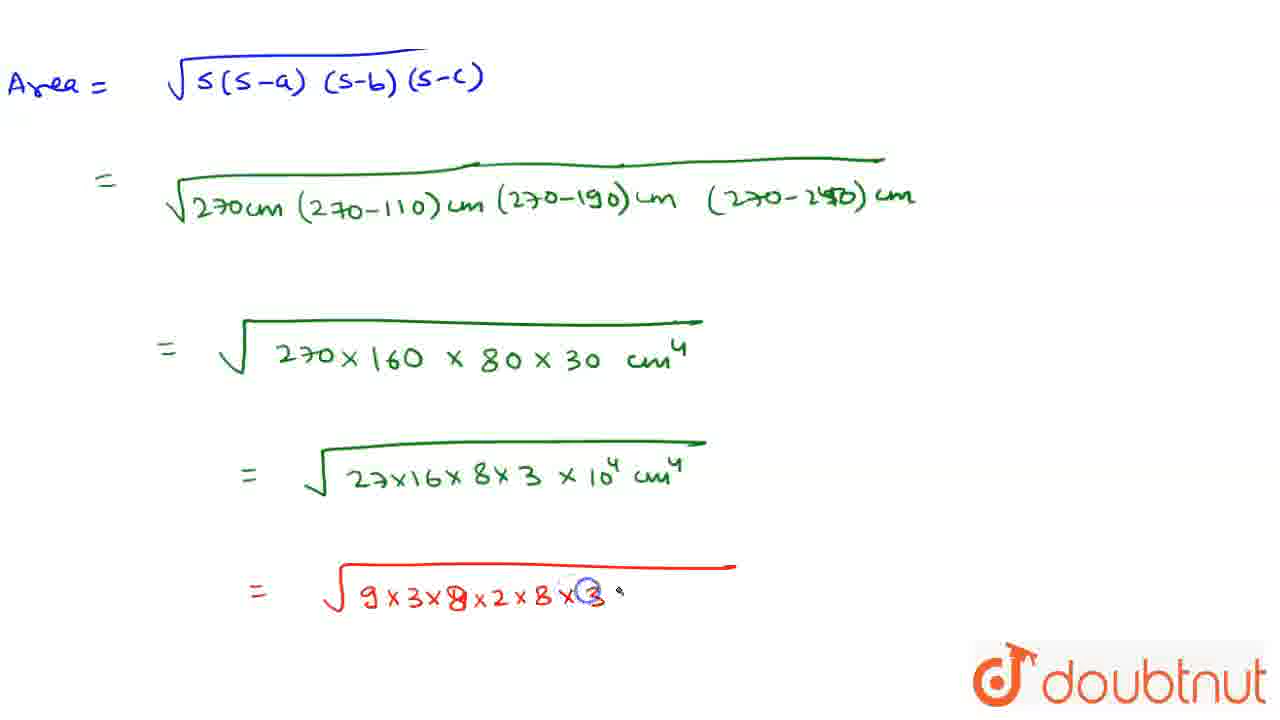 Area = √s(s-a) (s-b) (s-c)
= √270cm (270-110) cm (270-190) cm (270-240) cm
= √270 × 160 × 80 × 30 cm⁴
= √27×16× 8×3 ×10⁴ cm⁴
= √9×3×8×2×8×3
doubtnut